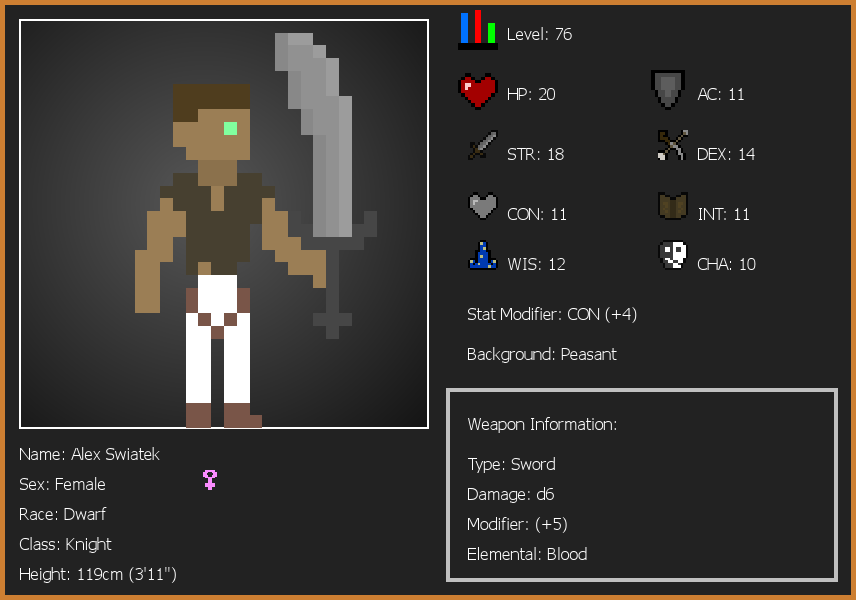 Level: 76
HP: 20
AC: 11
STR: 18
DEX: 14
CON: 11
INT: 11
WIS: 12
CHA: 10
Stat Modifier: CON (+4)
Background: Peasant
Weapon Information:
Type: Sword
Damage: d6
Modifier: (+5)
Elemental: Blood
Name: Alex Swiatek
Sex: Female
Race: Dwarf
Class: Knight
Height: 119cm (3'11")